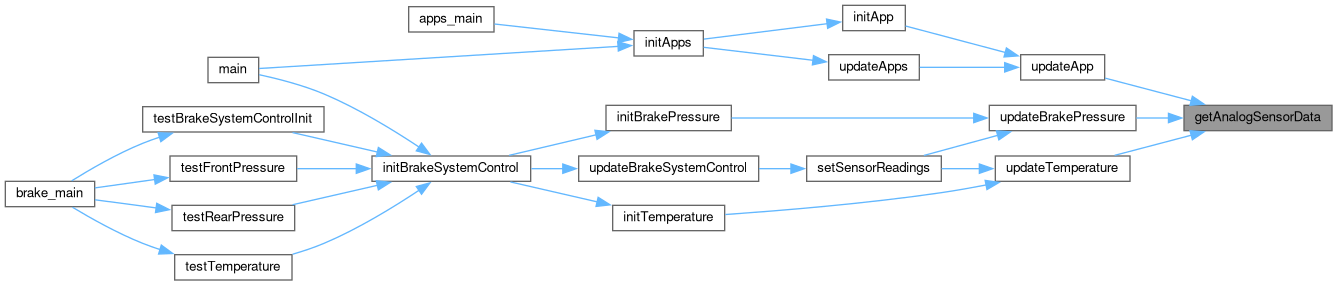 apps_main
initApp
initApps
main
updateApps
updateApp
testBrakeSystemControlInit
initBrakePressure
updateBrakePressure
getAnalogSensorData
testFrontPressure
initBrakeSystemControl
updateBrakeSystemControl
setSensorReadings
updateTemperature
brake_main
testRearPressure
initTemperature
testTemperature